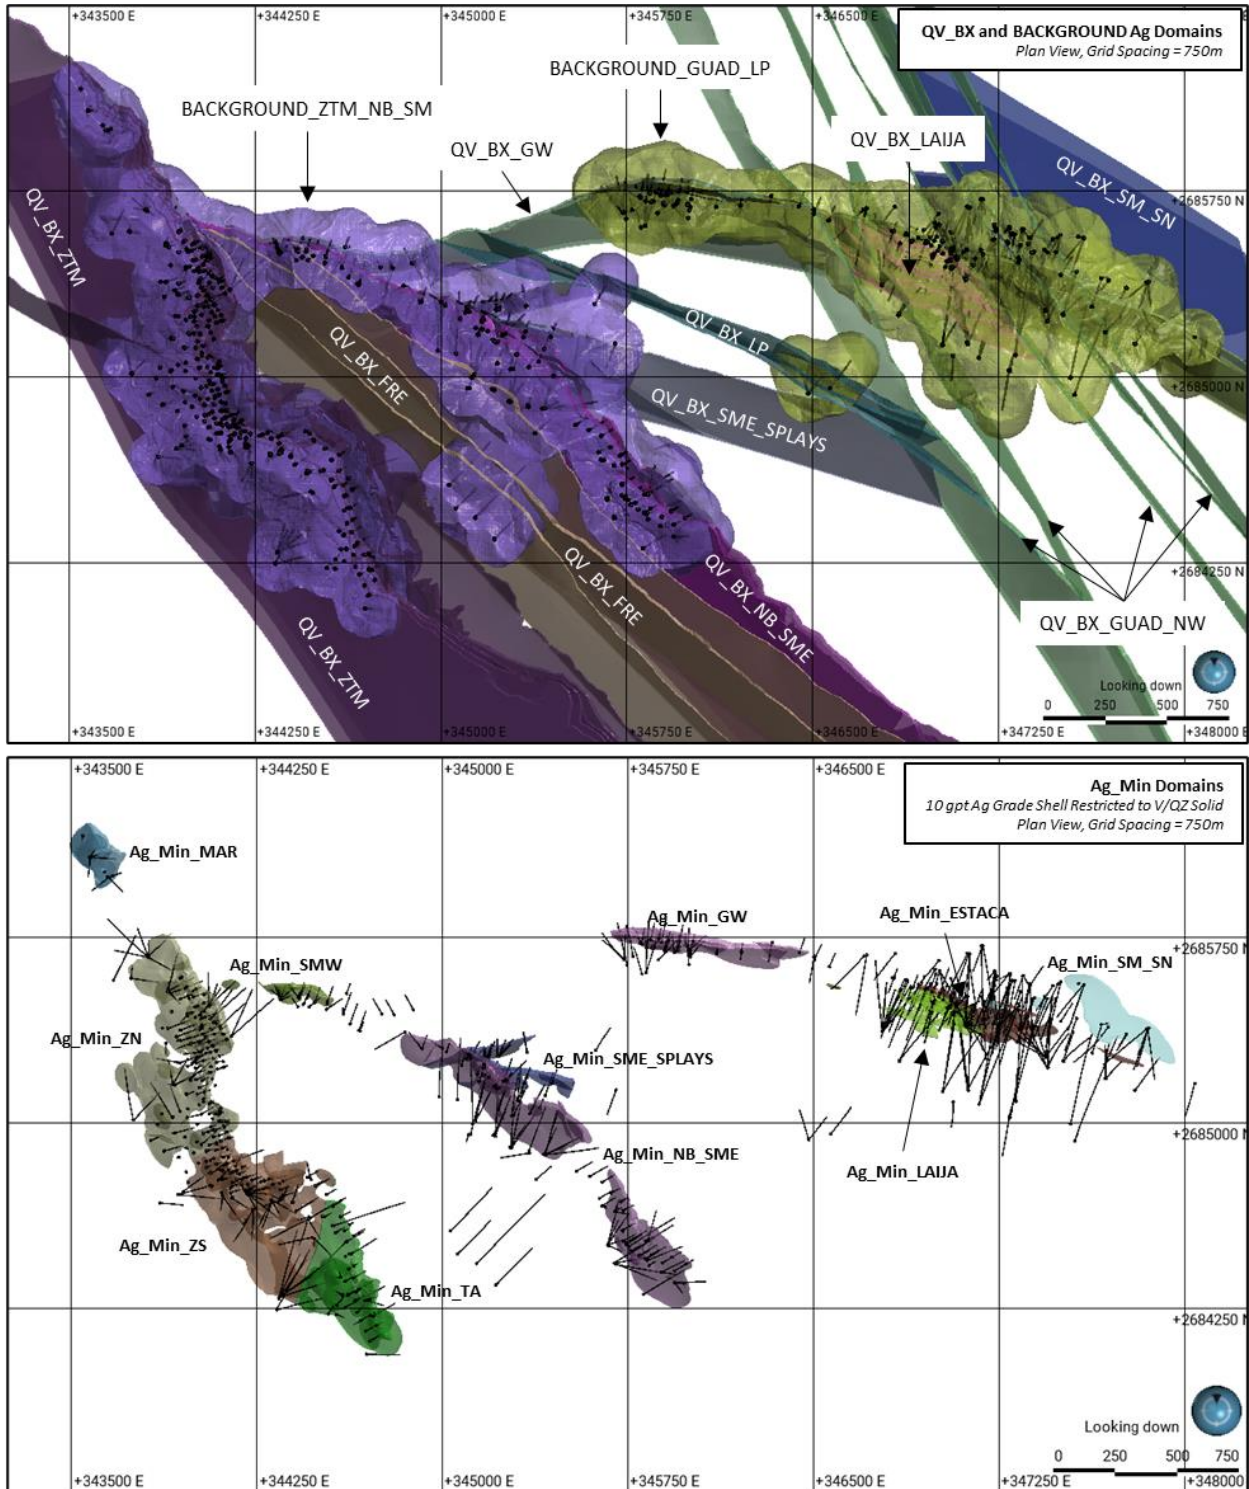 +343500 E
+344250 E
+345000 E
+345750 E
+346500 E
QV_BX and BACKGROUND Ag Domains
Plan View, Grid Spacing = 750m
BACKGROUND_GUAD_LP
BACKGROUND_ZTM_NB_SM
QV_BX_GW
QV_BX_LAIJA
QV_BX_SM_SN
+2685750 N
QV_BX_ZTM
QV_BX_LP
QV_BX_FRE
+2685000 N
QV_BX_SME_SPLAYS
QV_BX_FRE
QV_BX_NB_SME
+2684250 N
QV_BX_ZTM
QV_BX_GUAD_NW
Looking down
0 250 500 750
+343500 E
+344250 E
+345000 E
+345750 E
+346500 E
+347250 E
+348000 E
+343500 E
+344250 E
+345000 E
+345750 E
+346500 E
Ag_Min Domains
10 gpt Ag Grade Shell Restricted to V/QZ Solid
Plan View, Grid Spacing = 750m
Ag_Min_MAR
Ag_Min_GW
Ag_Min_ESTACA
+2685750 N
Ag_Min_SMW
Ag_Min_SM_SN
Ag_Min_ZN
Ag_Min_SME_SPLAYS
+2685000 N
Ag_Min_NB_SME
Ag_Min_LAIJA
Ag_Min_ZS
Ag_Min_TA
+2684250 N
Looking down
0 250 500 750
+343500 E
+344250 E
+345000 E
+345750 E
+346500 E
+347250 E
+348000